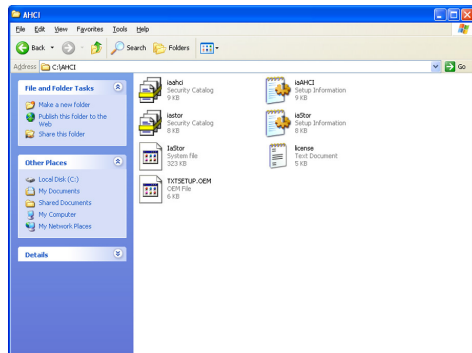 AHCI
File Edit View Favorites Tools Help
Back Search Folders
Address C:\AHCI Go
File and Folder Tasks
Make a new folder
Publish this folder to the
Web
Share this folder
Other Places
Local Disk (C:)
My Documents
Shared Documents
My Computer
My Network Places
Details
iaahci
Security Catalog
9 KB
iaAHCI
Setup Information
9 KB
iastor
Security Catalog
8 KB
iaStor
Setup Information
8 KB
IaStor
System file
323 KB
license
Text Document
5 KB
TXTSETUP.OEM
OEM File
6 KB